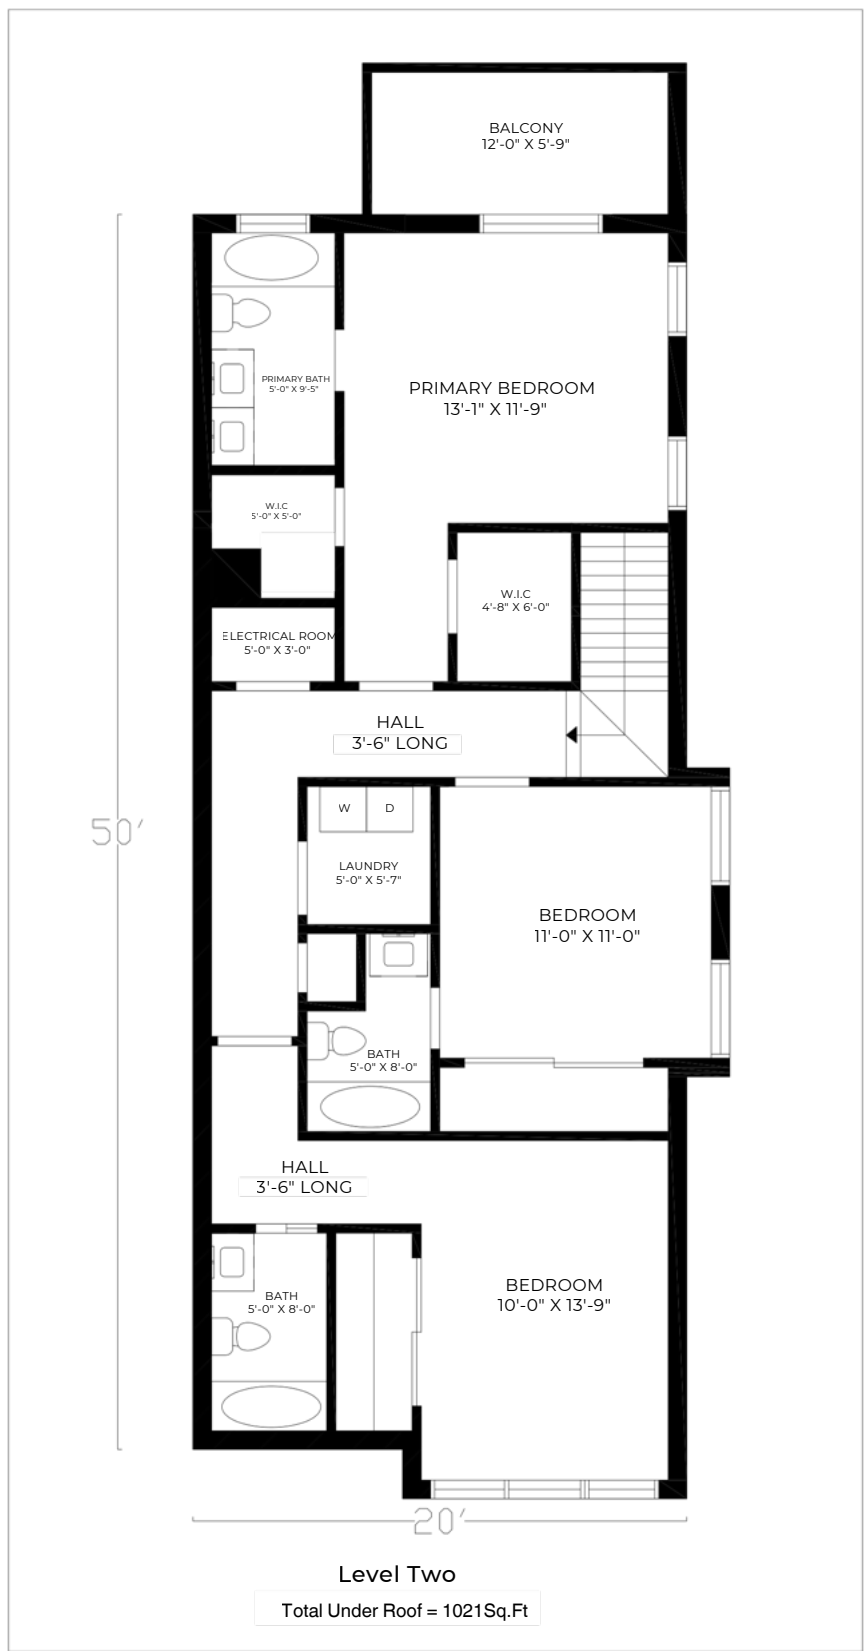 BALCONY
12'-0" X 5'-9"
PRIMARY BATH
5'-0" X 9'-5"
PRIMARY BEDROOM
13'-1" X 11'-9"
W.I.C
5'-0" X 5'-0"
W.I.C
4'-8" X 6'-0"
ELECTRICAL ROOM
5'-0" X 3'-0"
HALL
3'-6" LONG
W D
50'
LAUNDRY
5'-0" X 5'-7"
BEDROOM
11'-0" X 11'-0"
BATH
5'-0" X 8'-0"
HALL
3'-6" LONG
BATH
5'-0" X 8'-0"
BEDROOM
10'-0" X 13'-9"
20'
Level Two
Total Under Roof = 1021Sq.Ft